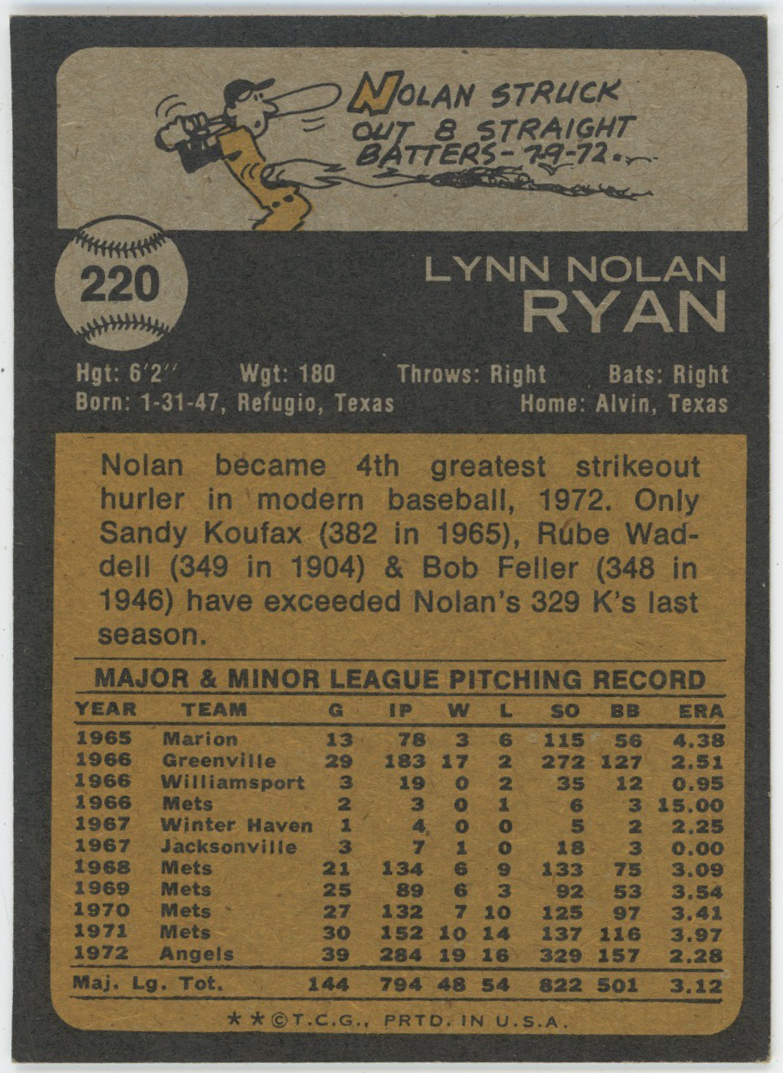 NOLAN STRUCK
OUT 8 STRAIGHT
BATTERS-7-9-72.
220
LYNN NOLAN
RYAN
Hgt: 6'2" Wgt: 180 Throws: Right Bats: Right
Born: 1-31-47, Refugio, Texas Home: Alvin, Texas
Nolan became 4th greatest strikeout
hurler in modern baseball, 1972. Only
Sandy Koufax (382 in 1965), Rube Wad-
dell (349 in 1904) & Bob Feller (348 in
1946) have exceeded Nolan's 329 K's last
season.
MAJOR & MINOR LEAGUE PITCHING RECORD
YEAR TEAM G IP W L SO BB ERA
1965 Marion 13 78 3 6 115 56 4.38
1966 Greenville 29 183 17 2 272 127 2.51
1966 Williamsport 3 19 0 2 35 12 0.95
1966 Mets 2 3 0 1 6 3 15.00
1967 Winter Haven 1 4 0 0 5 2 2.25
1967 Jacksonville 3 7 1 0 18 3 0.00
1968 Mets 21 134 6 9 133 75 3.09
1969 Mets 25 89 6 3 92 53 3.54
1970 Mets 27 132 7 10 125 97 3.41
1971 Mets 30 152 10 14 137 116 3.97
1972 Angels 39 284 19 16 329 157 2.28
Maj. Lg. Tot. 144 794 48 54 822 501 3.12
**©T.C.G., PRTD. IN U.S.A.